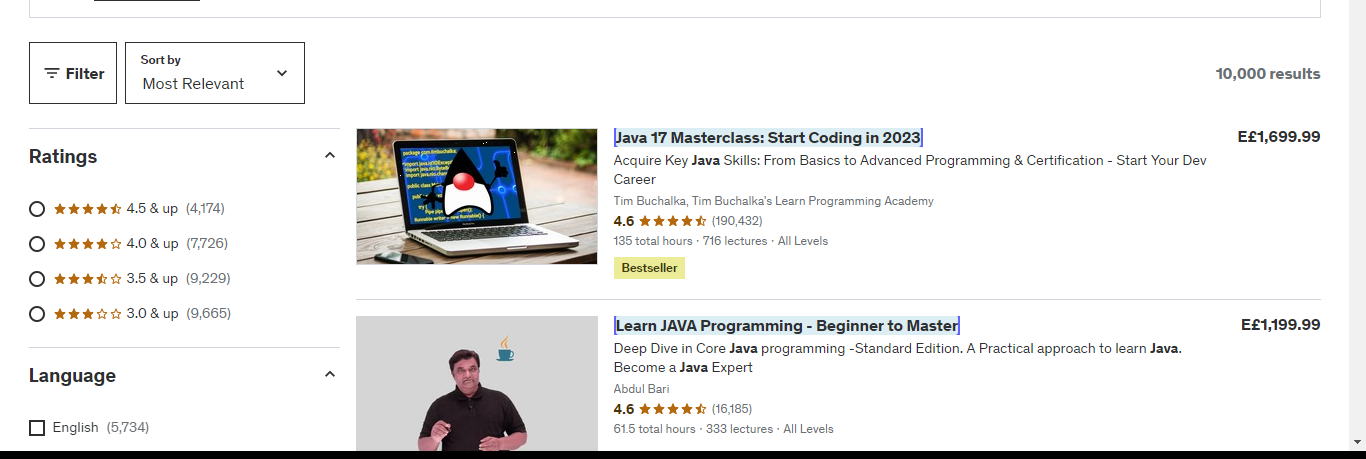 Filter
Sort by
Most Relevant
10,000 results
Ratings
4.5 & up (4,174)
4.0 & up (7,726)
3.5 & up (9,229)
3.0 & up (9,665)
Language
English (5,734)
Java 17 Masterclass: Start Coding in 2023
E£1,699.99
Acquire Key Java Skills: From Basics to Advanced Programming & Certification - Start Your Dev
Career
Tim Buchalka, Tim Buchalka's Learn Programming Academy
4.6 (190,432)
135 total hours · 716 lectures · All Levels
Bestseller
Learn JAVA Programming - Beginner to Master
E£1,199.99
Deep Dive in Core Java programming -Standard Edition. A Practical approach to learn Java.
Become a Java Expert
Abdul Bari
4.6 (16,185)
61.5 total hours · 333 lectures · All Levels